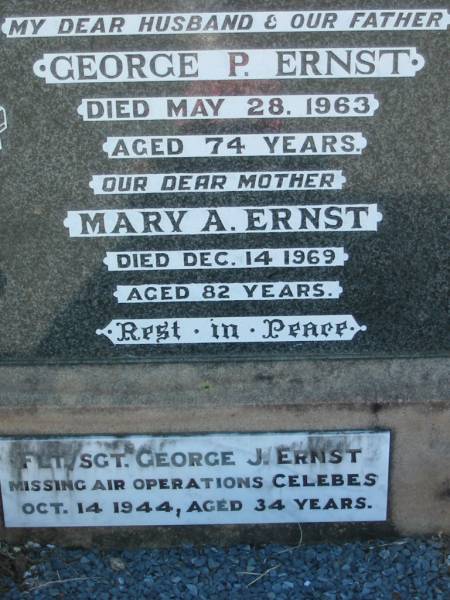 MY DEAR HUSBAND & OUR FATHER
GEORGE P. ERNST
DIED MAY 28. 1963
AGED 74 YEARS.
OUR DEAR MOTHER
MARY A. ERNST
DIED DEC. 14 1969
AGED 82 YEARS.
Rest · in · Peace
FLT. SGT. GEORGE J. ERNST
MISSING AIR OPERATIONS CELEBES
OCT. 14 1944, AGED 34 YEARS.